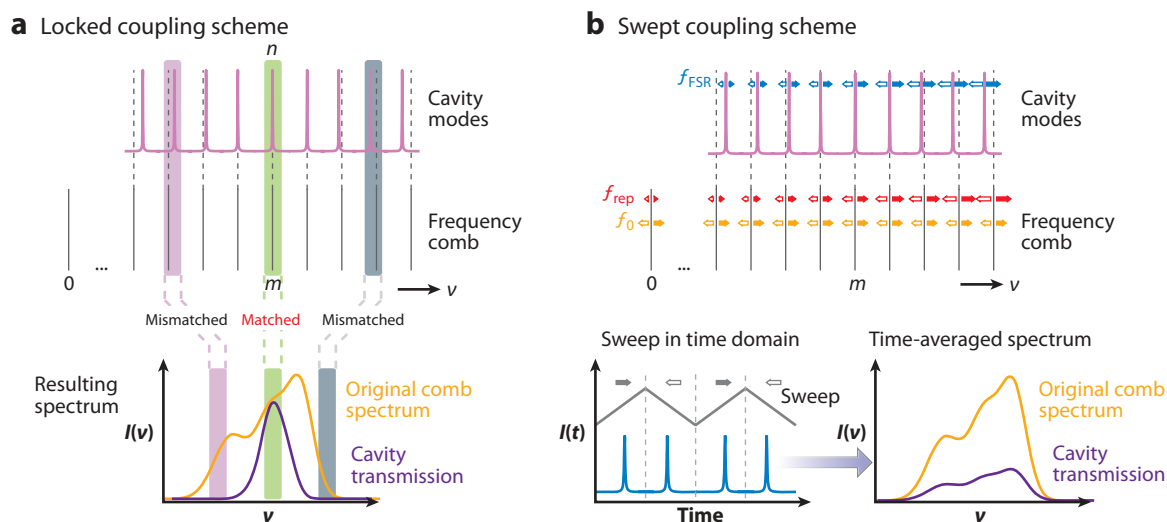 a Locked coupling scheme
n
Cavity
modes
Frequency
comb
0
...
m
ν
Mismatched
Matched
Mismatched
Resulting
spectrum
Original comb
spectrum
Cavity
transmission
ν
b Swept coupling scheme
fFSR
Cavity
modes
frep
f0
Frequency
comb
0
...
m
ν
Sweep in time domain
Sweep
I(t)
Time
Time-averaged spectrum
I(ν)
Original comb
spectrum
Cavity
transmission
ν
I(ν)